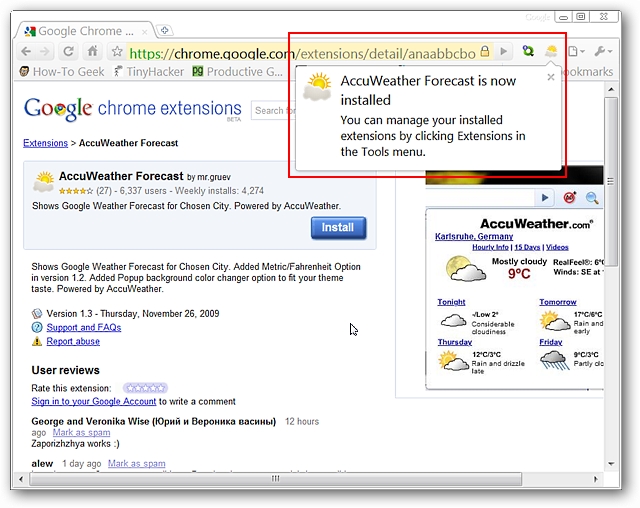 Google
Google Chrome
https://chrome.google.com/extensions/detail/anaabbcbo
How-To Geek TinyHacker Productive G... bookmarks
AccuWeather Forecast is now
installed
You can manage your installed
extensions by clicking Extensions in
the Tools menu.
Google chrome extensions
BETA
Search for
Extensions > AccuWeather Forecast
AccuWeather Forecast by mr.gruev
(27) - 6,337 users - Weekly installs: 4,274
Shows Google Weather Forecast for Chosen City. Powered by AccuWeather.
Install
Shows Google Weather Forecast for Chosen City. Added Metric/Fahrenheit Option
in version 1.2. Added Popup background color changer option to fit your theme
taste. Powered by AccuWeather.
Version 1.3 - Thursday, November 26, 2009
Support and FAQs
Report abuse
User reviews
Rate this extension:
Sign in to your Google Account to write a comment
George and Veronika Wise (Юрий и Вероника васины) 12 hours
ago Mark as spam
Zaporizhzhya works :)
alew 1 day ago Mark as spam
AccuWeather.com®
Karlsruhe, Germany
Hourly Info | 15 Days | Videos
Mostly cloudy
9ºC
RealFeel®: 6º
Winds: SE at
Tonight
-/Low 2°
Considerable
cloudiness
Tomorrow
17°C/6°
Rain and
early
Thursday
12°C/3°C
Rain and drizzle
late
Friday
9°C/3°C
Partly cl